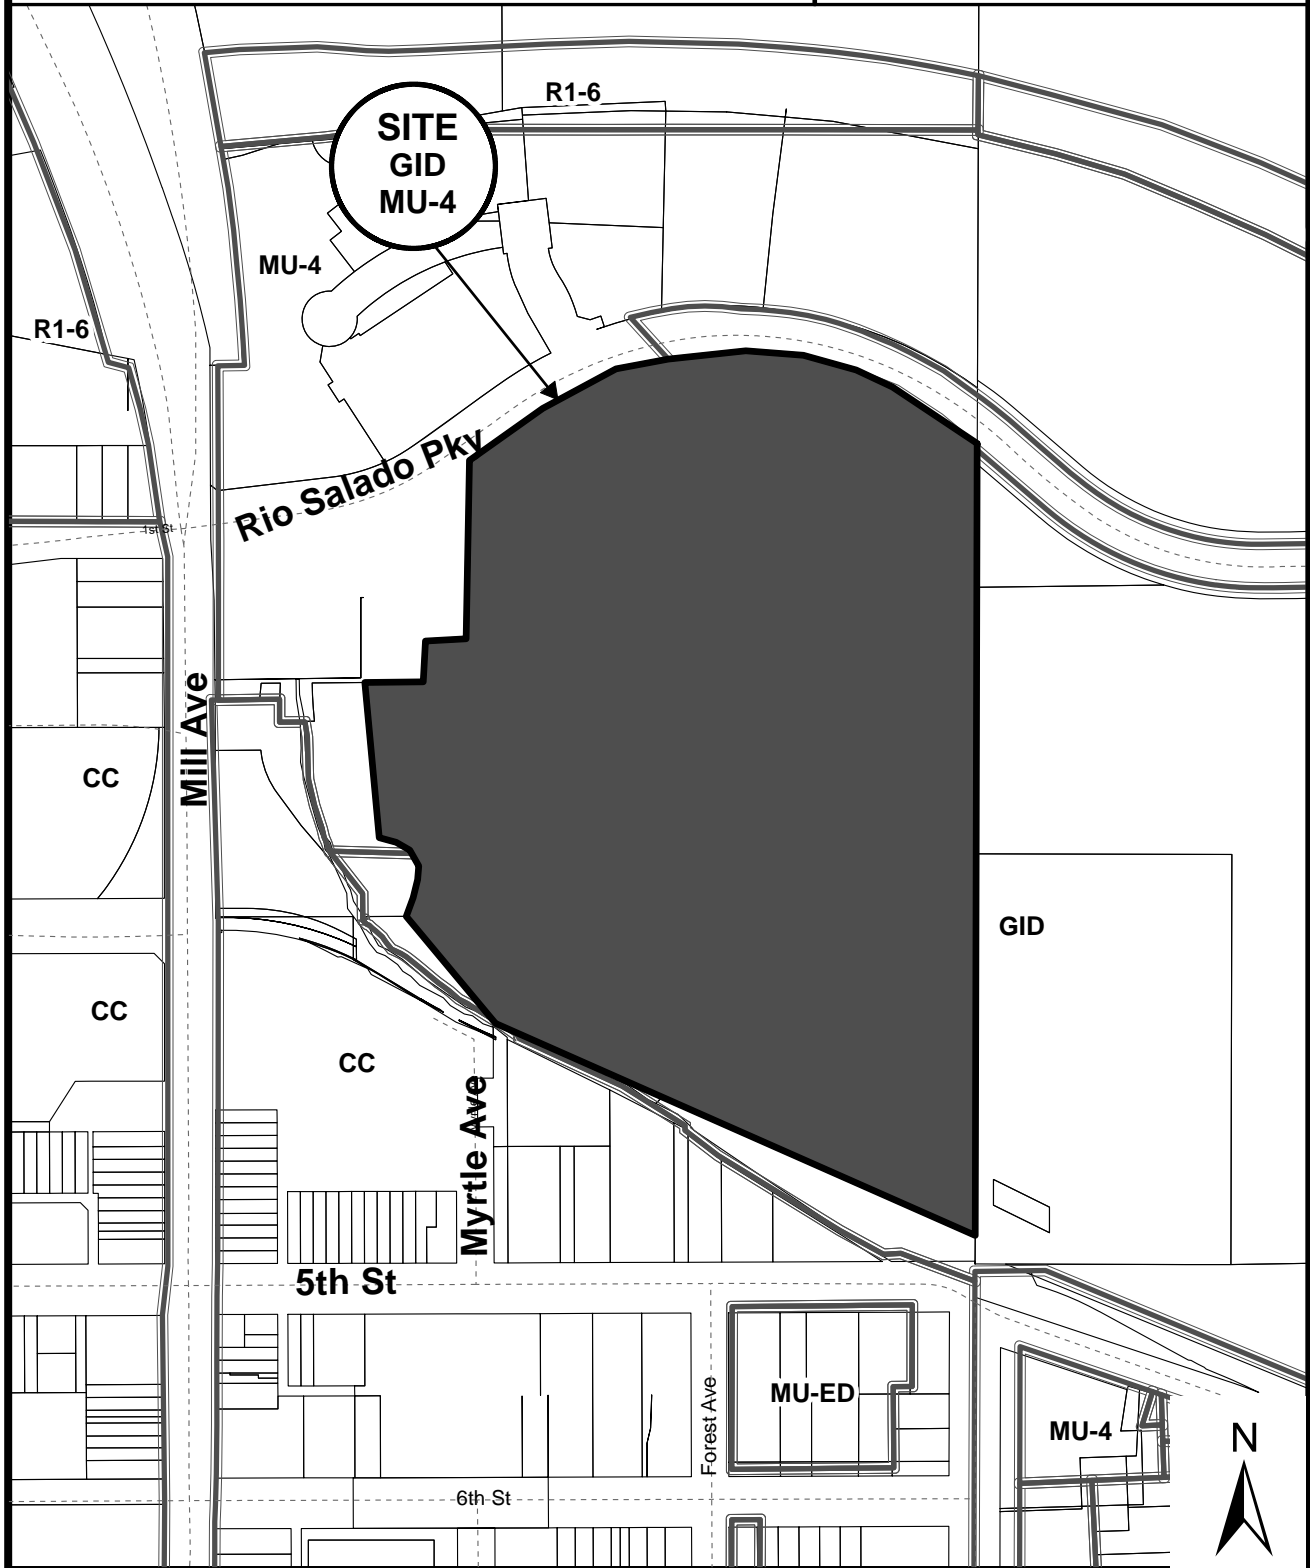 R1-6
SITE
GID
MU-4
MU-4
R1-6
Rio Salado Pky
1st St
Mill Ave
CC
GID
CC
CC
Myrtle Ave
5th St
MU-ED
Forest Ave
MU-4
N
6th St